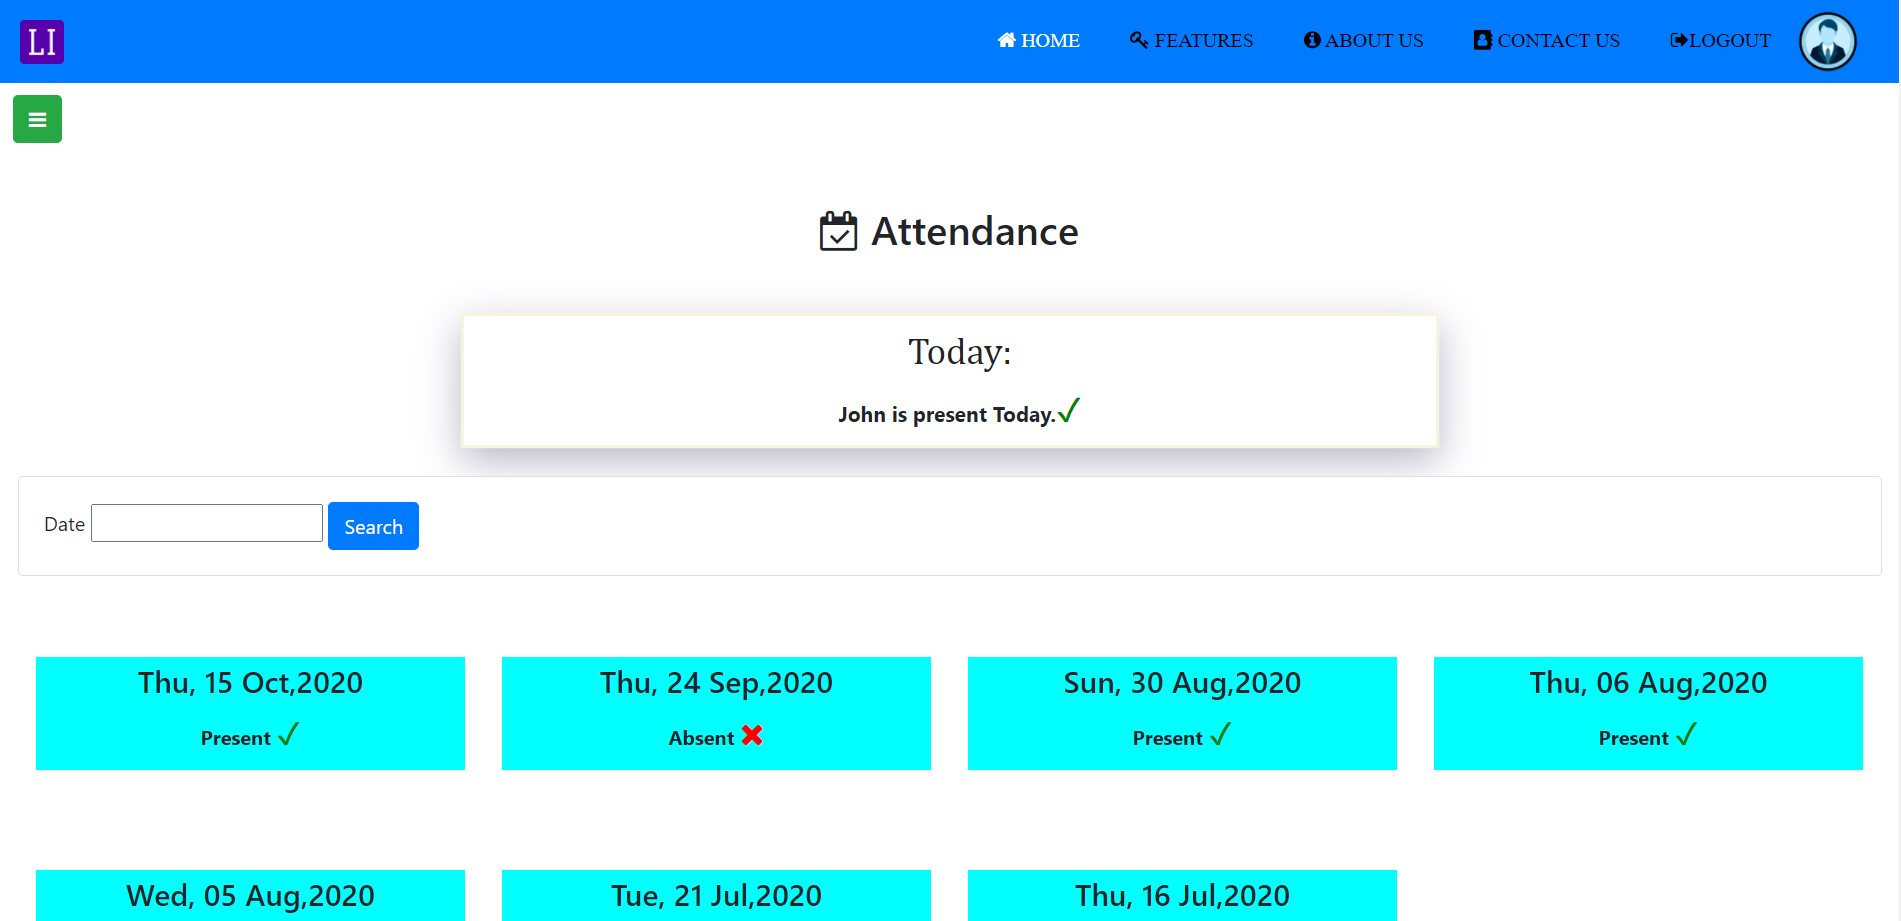 LI
HOME FEATURES ABOUT US CONTACT US LOGOUT
Attendance
Today:
John is present Today.
Date Search
Thu, 15 Oct,2020
Present
Thu, 24 Sep,2020
Absent
Sun, 30 Aug,2020
Present
Thu, 06 Aug,2020
Present
Wed, 05 Aug,2020
Tue, 21 Jul,2020
Thu, 16 Jul,2020